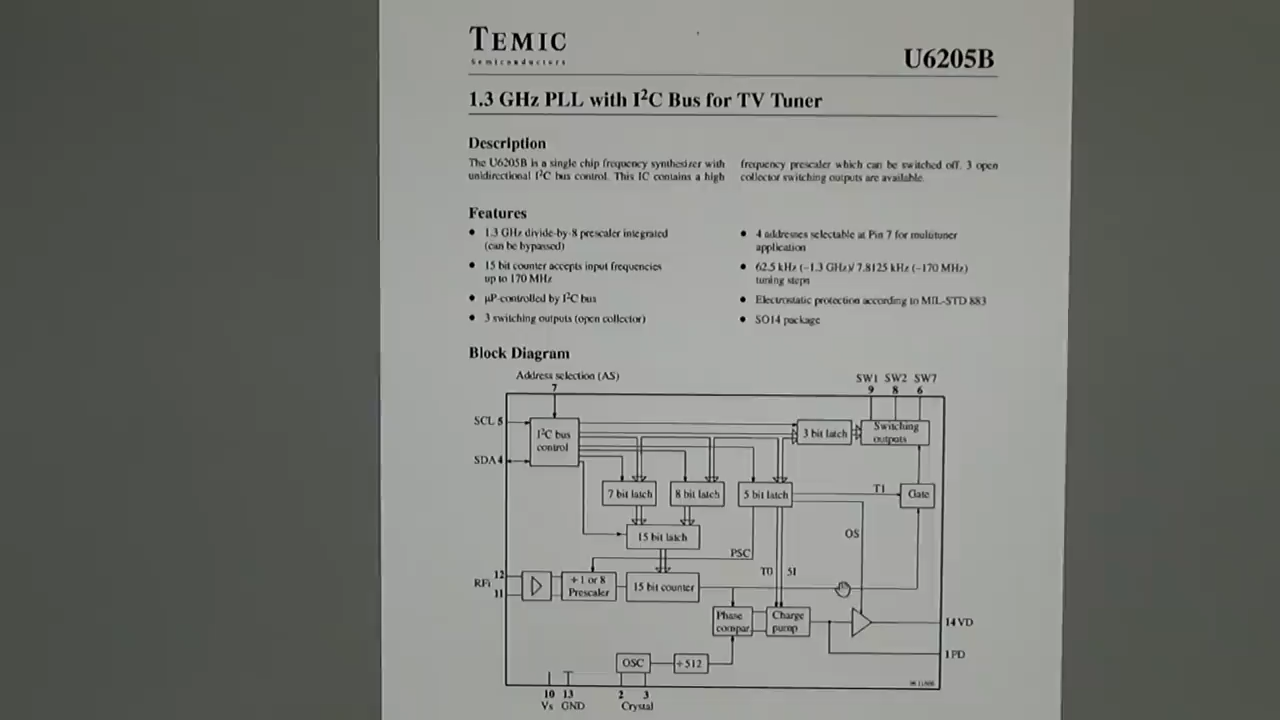 TEMIC
Semiconductors
U6205B
1.3 GHz PLL with I²C Bus for TV Tuner
Description
The U6205B is a single chip frequency synthesizer with
unidirectional I²C bus control. This IC contains a high
frequency prescaler which can be switched off. 3 open
collector switching outputs are available.
Features
● 1.3 GHz divide-by-8 prescaler integrated
(can be bypassed)
● 15 bit counter accepts input frequencies
up to 170 MHz
● µP-controlled by I²C bus
● 3 switching outputs (open collector)
● 4 addresses selectable at Pin 7 for multituner
application
● 62.5 kHz (–1.3 GHz)/ 7.8125 kHz (–170 MHz)
tuning steps
● Electrostatic protection according to MIL-STD 883
● SO14 package
Block Diagram
Address selection (AS)
7
SW1 SW2 SW7
9 8 6
SCL 5
SDA 4
I²C bus
control
3 bit latch
Switching
outputs
7 bit latch
8 bit latch
5 bit latch
T1
Gate
15 bit latch
OS
PSC
T0
5I
RFi
12
11
÷1 or 8
Prescaler
15 bit counter
Phase
compar.
Charge
pump
14 VD
1 PD
OSC
÷512
10 13 2 3
Vs GND Crystal